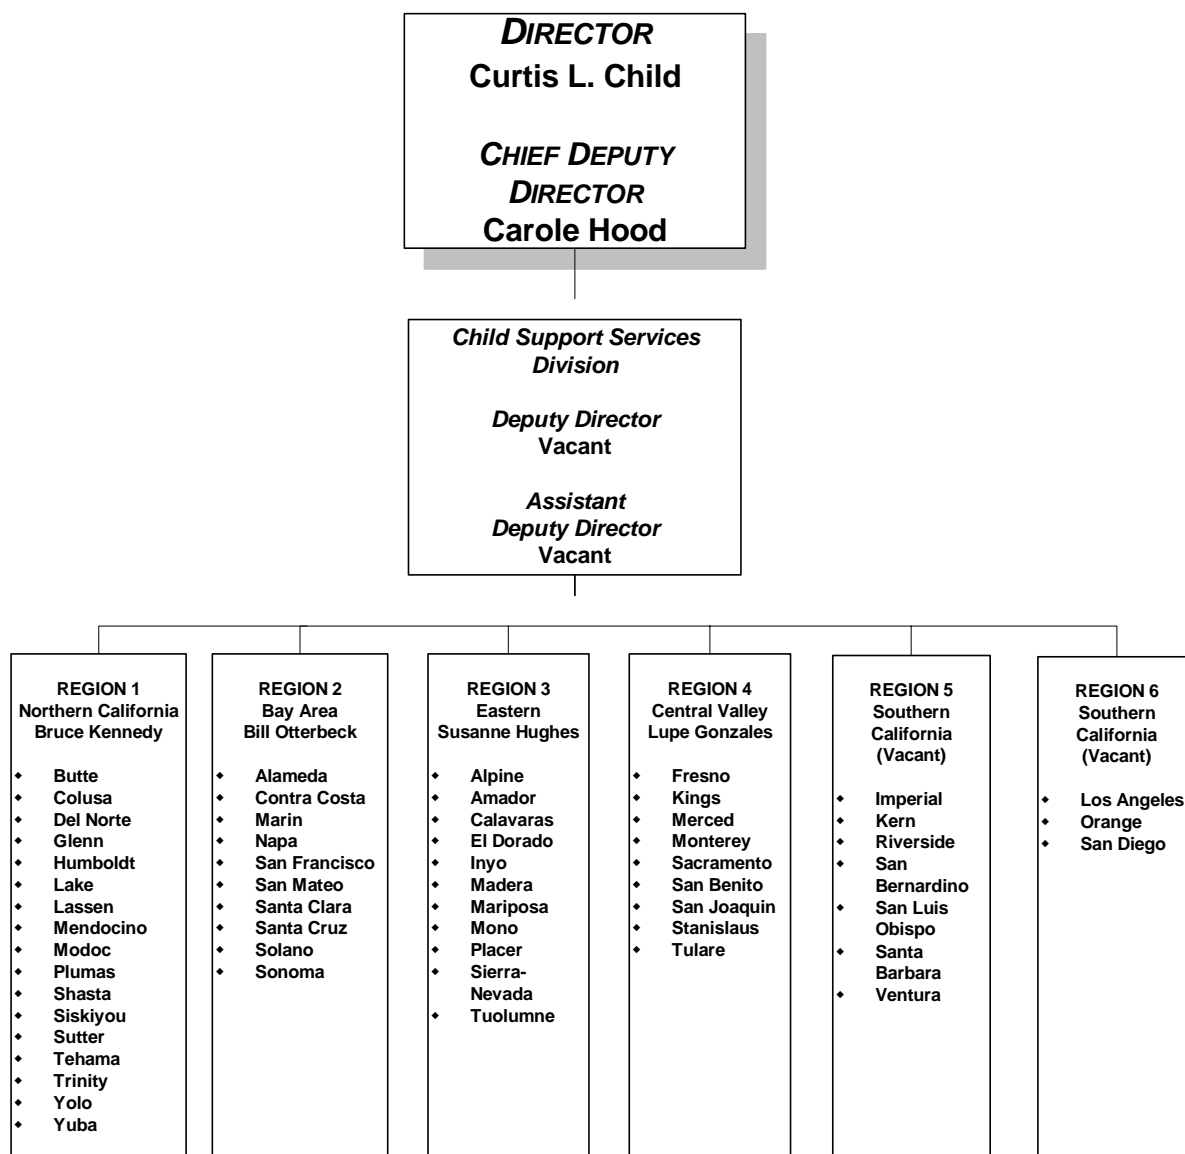 DIRECTOR
Curtis L. Child
CHIEF DEPUTY
DIRECTOR
Carole Hood
Child Support Services
Division
Deputy Director
Vacant
Assistant
Deputy Director
Vacant
REGION 1
Northern California
Bruce Kennedy
◆ Butte
◆ Colusa
◆ Del Norte
◆ Glenn
◆ Humboldt
◆ Lake
◆ Lassen
◆ Mendocino
◆ Modoc
◆ Plumas
◆ Shasta
◆ Siskiyou
◆ Sutter
◆ Tehama
◆ Trinity
◆ Yolo
◆ Yuba
REGION 2
Bay Area
Bill Otterbeck
◆ Alameda
◆ Contra Costa
◆ Marin
◆ Napa
◆ San Francisco
◆ San Mateo
◆ Santa Clara
◆ Santa Cruz
◆ Solano
◆ Sonoma
REGION 3
Eastern
Susanne Hughes
◆ Alpine
◆ Amador
◆ Calavaras
◆ El Dorado
◆ Inyo
◆ Madera
◆ Mariposa
◆ Mono
◆ Placer
◆ Sierra-
Nevada
◆ Tuolumne
REGION 4
Central Valley
Lupe Gonzales
◆ Fresno
◆ Kings
◆ Merced
◆ Monterey
◆ Sacramento
◆ San Benito
◆ San Joaquin
◆ Stanislaus
◆ Tulare
REGION 5
Southern
California
(Vacant)
◆ Imperial
◆ Kern
◆ Riverside
◆ San
Bernardino
◆ San Luis
Obispo
◆ Santa
Barbara
◆ Ventura
REGION 6
Southern
California
(Vacant)
◆ Los Angeles
◆ Orange
◆ San Diego